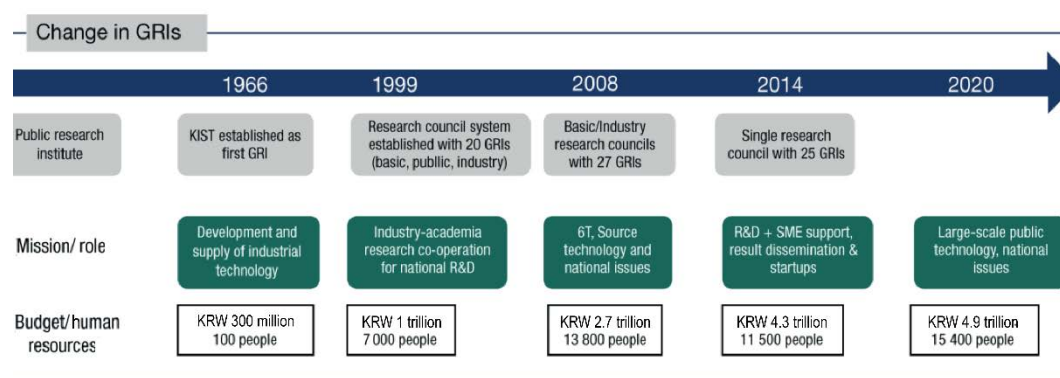 Change in GRIs
1966 1999 2008 2014 2020
Public research
institute
KIST established as
first GRI
Research council system
established with 20 GRIs
(basic, publlic, industry)
Basic/Industry
research councils
with 27 GRIs
Single research
council with 25 GRIs
Mission/ role
Development and
supply of industrial
technology
Industry-academia
research co-operation
for national R&D
6T, Source
technology and
national issues
R&D + SME support,
result dissemination &
startups
Large-scale public
technology, national
issues
Budget/human
resources
KRW 300 million
100 people
KRW 1 trillion
7 000 people
KRW 2.7 trillion
13 800 people
KRW 4.3 trillion
11 500 people
KRW 4.9 trillion
15 400 people